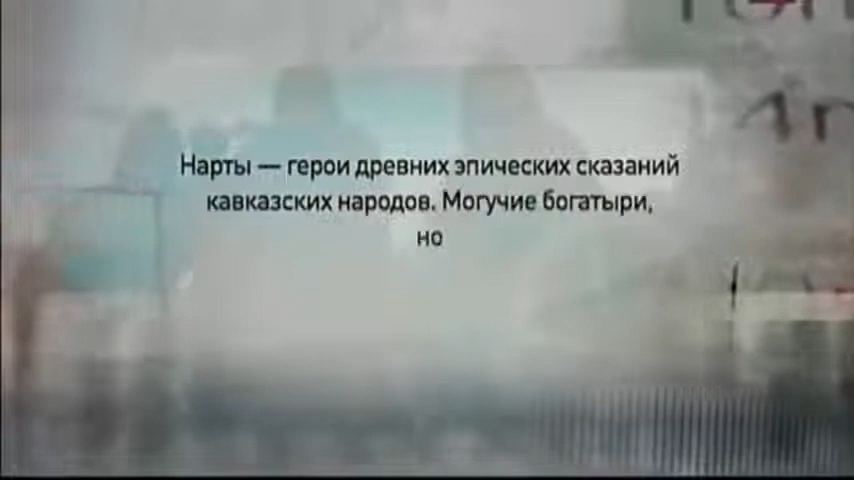 Нарты — герои древних эпических сказаний
кавказских народов. Могучие богатыри,
но